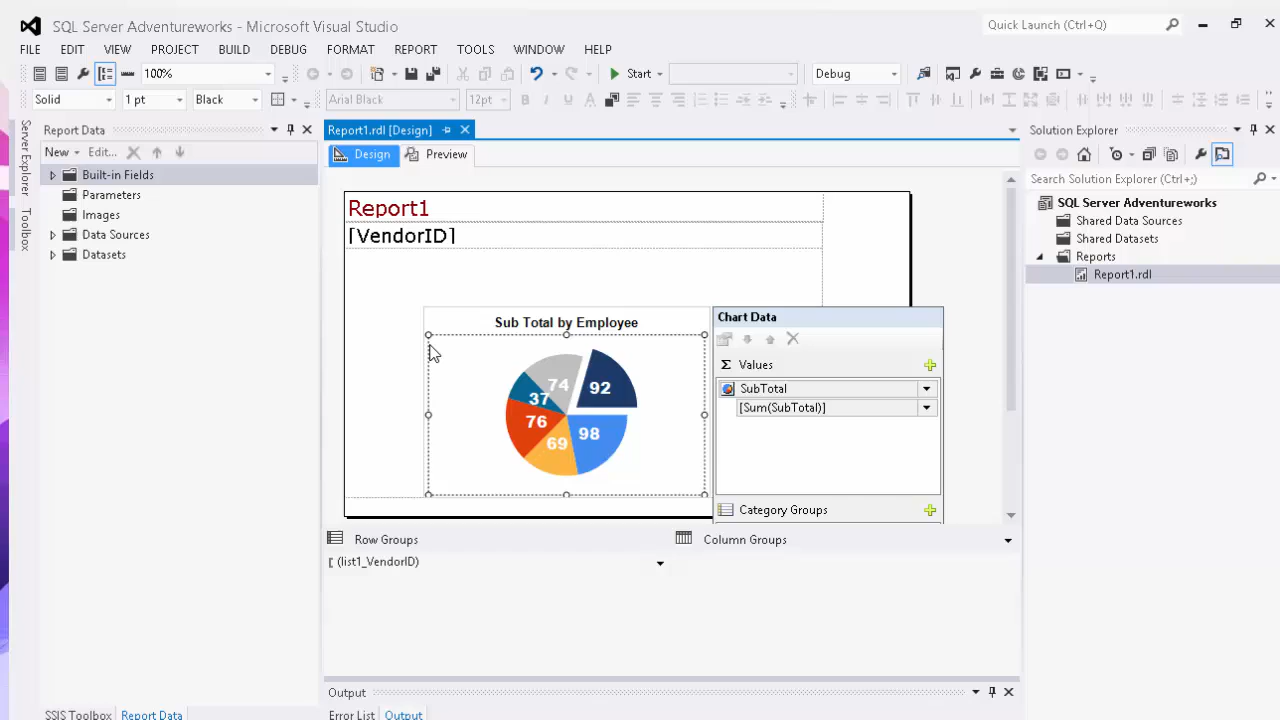 SQL Server Adventureworks - Microsoft Visual Studio
Quick Launch (Ctrl+Q)
FILE EDIT VIEW PROJECT BUILD DEBUG FORMAT REPORT TOOLS WINDOW HELP
100% Start Debug
Solid 1 pt Black Arial Black 12pt B I U A
Server Explorer
Toolbox
Report Data
New Edit...
Built-in Fields
Parameters
Images
Data Sources
Datasets
SSIS Toolbox Report Data
Report1.rdl [Design]
Design Preview
Report1
[VendorID]
Sub Total by Employee
74
92
37
76
98
69
Chart Data
Σ Values
SubTotal
[Sum(SubTotal)]
Category Groups
Row Groups Column Groups
[ (list1_VendorID)
Output
Error List Output
Solution Explorer
Search Solution Explorer (Ctrl+;)
SQL Server Adventureworks
Shared Data Sources
Shared Datasets
Reports
Report1.rdl